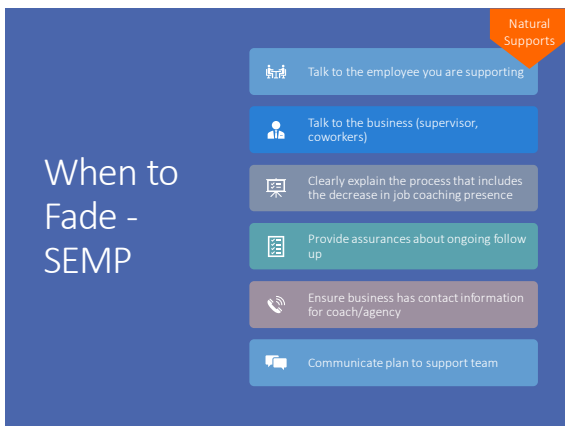 Natural
Supports
Talk to the employee you are supporting
Talk to the business (supervisor,
coworkers)
When to
Fade -
SEMP
Clearly explain the process that includes
the decrease in job coaching presence
Provide assurances about ongoing follow
up
Ensure business has contact information
for coach/agency
Communicate plan to support team